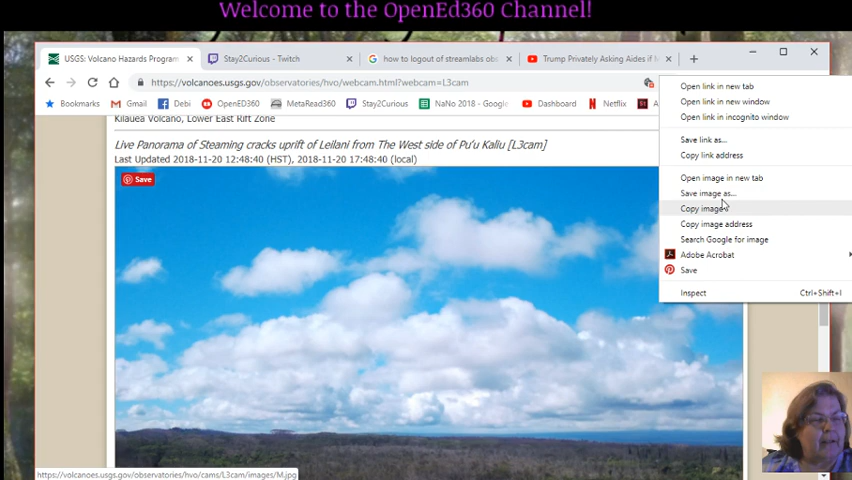 Welcome to the OpenEd360 Channel!
USGS: Volcano Hazards Program
Stay2Curious - Twitch
how to logout of streamlabs obs
Trump Privately Asking Aides if
https://volcanoes.usgs.gov/observatories/hvo/webcam.html?webcam=L3cam
Bookmarks
Gmail
Debi
OpenED360
MetaRead360
Stay2Curious
NaNo 2018 - Google
Dashboard
Netflix
Kilauea Volcano, Lower East Rift Zone
Live Panorama of Steaming cracks uprift of Leilani from The West side of Pu'u Kaliu [L3cam]
Last Updated 2018-11-20 12:48:40 (HST), 2018-11-20 17:48:40 (local)
Save
Open link in new tab
Open link in new window
Open link in incognito window
Save link as...
Copy link address
Open image in new tab
Save image as...
Copy image
Copy image address
Search Google for image
Adobe Acrobat
Save
Inspect Ctrl+Shift+I
https://volcanoes.usgs.gov/observatories/hvo/cams/L3cam/images/M.jpg